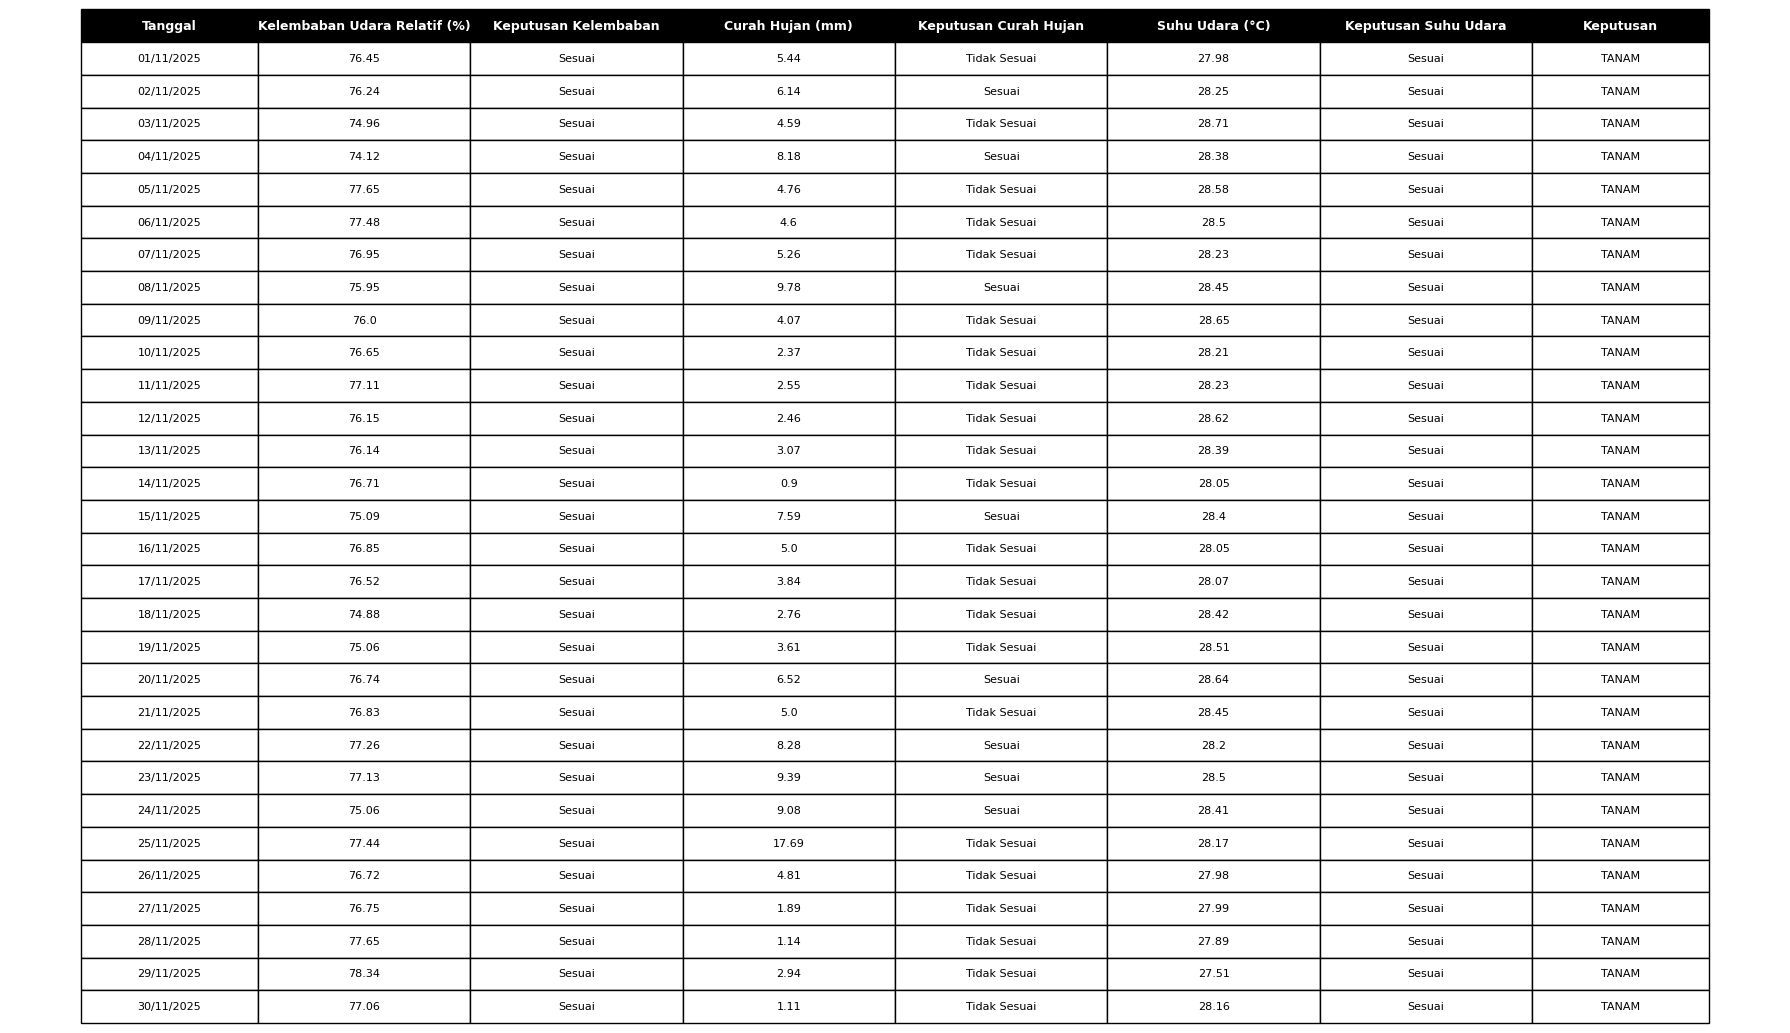 Tanggal Kelembaban Udara Relatif (%) Keputusan Kelembaban Curah Hujan (mm) Keputusan Curah Hujan Suhu Udara (°C) Keputusan Suhu Udara Keputusan
01/11/2025 76.45 Sesuai 5.44 Tidak Sesuai 27.98 Sesuai TANAM
02/11/2025 76.24 Sesuai 6.14 Sesuai 28.25 Sesuai TANAM
03/11/2025 74.96 Sesuai 4.59 Tidak Sesuai 28.71 Sesuai TANAM
04/11/2025 74.12 Sesuai 8.18 Sesuai 28.38 Sesuai TANAM
05/11/2025 77.65 Sesuai 4.76 Tidak Sesuai 28.58 Sesuai TANAM
06/11/2025 77.48 Sesuai 4.6 Tidak Sesuai 28.5 Sesuai TANAM
07/11/2025 76.95 Sesuai 5.26 Tidak Sesuai 28.23 Sesuai TANAM
08/11/2025 75.95 Sesuai 9.78 Sesuai 28.45 Sesuai TANAM
09/11/2025 76.0 Sesuai 4.07 Tidak Sesuai 28.65 Sesuai TANAM
10/11/2025 76.65 Sesuai 2.37 Tidak Sesuai 28.21 Sesuai TANAM
11/11/2025 77.11 Sesuai 2.55 Tidak Sesuai 28.23 Sesuai TANAM
12/11/2025 76.15 Sesuai 2.46 Tidak Sesuai 28.62 Sesuai TANAM
13/11/2025 76.14 Sesuai 3.07 Tidak Sesuai 28.39 Sesuai TANAM
14/11/2025 76.71 Sesuai 0.9 Tidak Sesuai 28.05 Sesuai TANAM
15/11/2025 75.09 Sesuai 7.59 Sesuai 28.4 Sesuai TANAM
16/11/2025 76.85 Sesuai 5.0 Tidak Sesuai 28.05 Sesuai TANAM
17/11/2025 76.52 Sesuai 3.84 Tidak Sesuai 28.07 Sesuai TANAM
18/11/2025 74.88 Sesuai 2.76 Tidak Sesuai 28.42 Sesuai TANAM
19/11/2025 75.06 Sesuai 3.61 Tidak Sesuai 28.51 Sesuai TANAM
20/11/2025 76.74 Sesuai 6.52 Sesuai 28.64 Sesuai TANAM
21/11/2025 76.83 Sesuai 5.0 Tidak Sesuai 28.45 Sesuai TANAM
22/11/2025 77.26 Sesuai 8.28 Sesuai 28.2 Sesuai TANAM
23/11/2025 77.13 Sesuai 9.39 Sesuai 28.5 Sesuai TANAM
24/11/2025 75.06 Sesuai 9.08 Sesuai 28.41 Sesuai TANAM
25/11/2025 77.44 Sesuai 17.69 Tidak Sesuai 28.17 Sesuai TANAM
26/11/2025 76.72 Sesuai 4.81 Tidak Sesuai 27.98 Sesuai TANAM
27/11/2025 76.75 Sesuai 1.89 Tidak Sesuai 27.99 Sesuai TANAM
28/11/2025 77.65 Sesuai 1.14 Tidak Sesuai 27.89 Sesuai TANAM
29/11/2025 78.34 Sesuai 2.94 Tidak Sesuai 27.51 Sesuai TANAM
30/11/2025 77.06 Sesuai 1.11 Tidak Sesuai 28.16 Sesuai TANAM